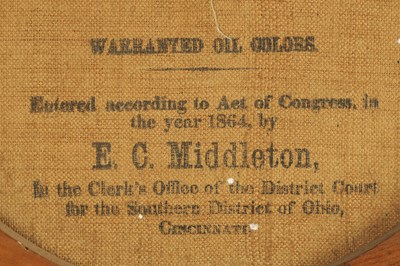 WARRANTED OIL COLORS.
Entered according to Act of Congress, in
the year 1864, by
E. C. Middleton,
In the Clerk's Office of the District Court
for the Southern District of Ohio,
CINCINNATI.